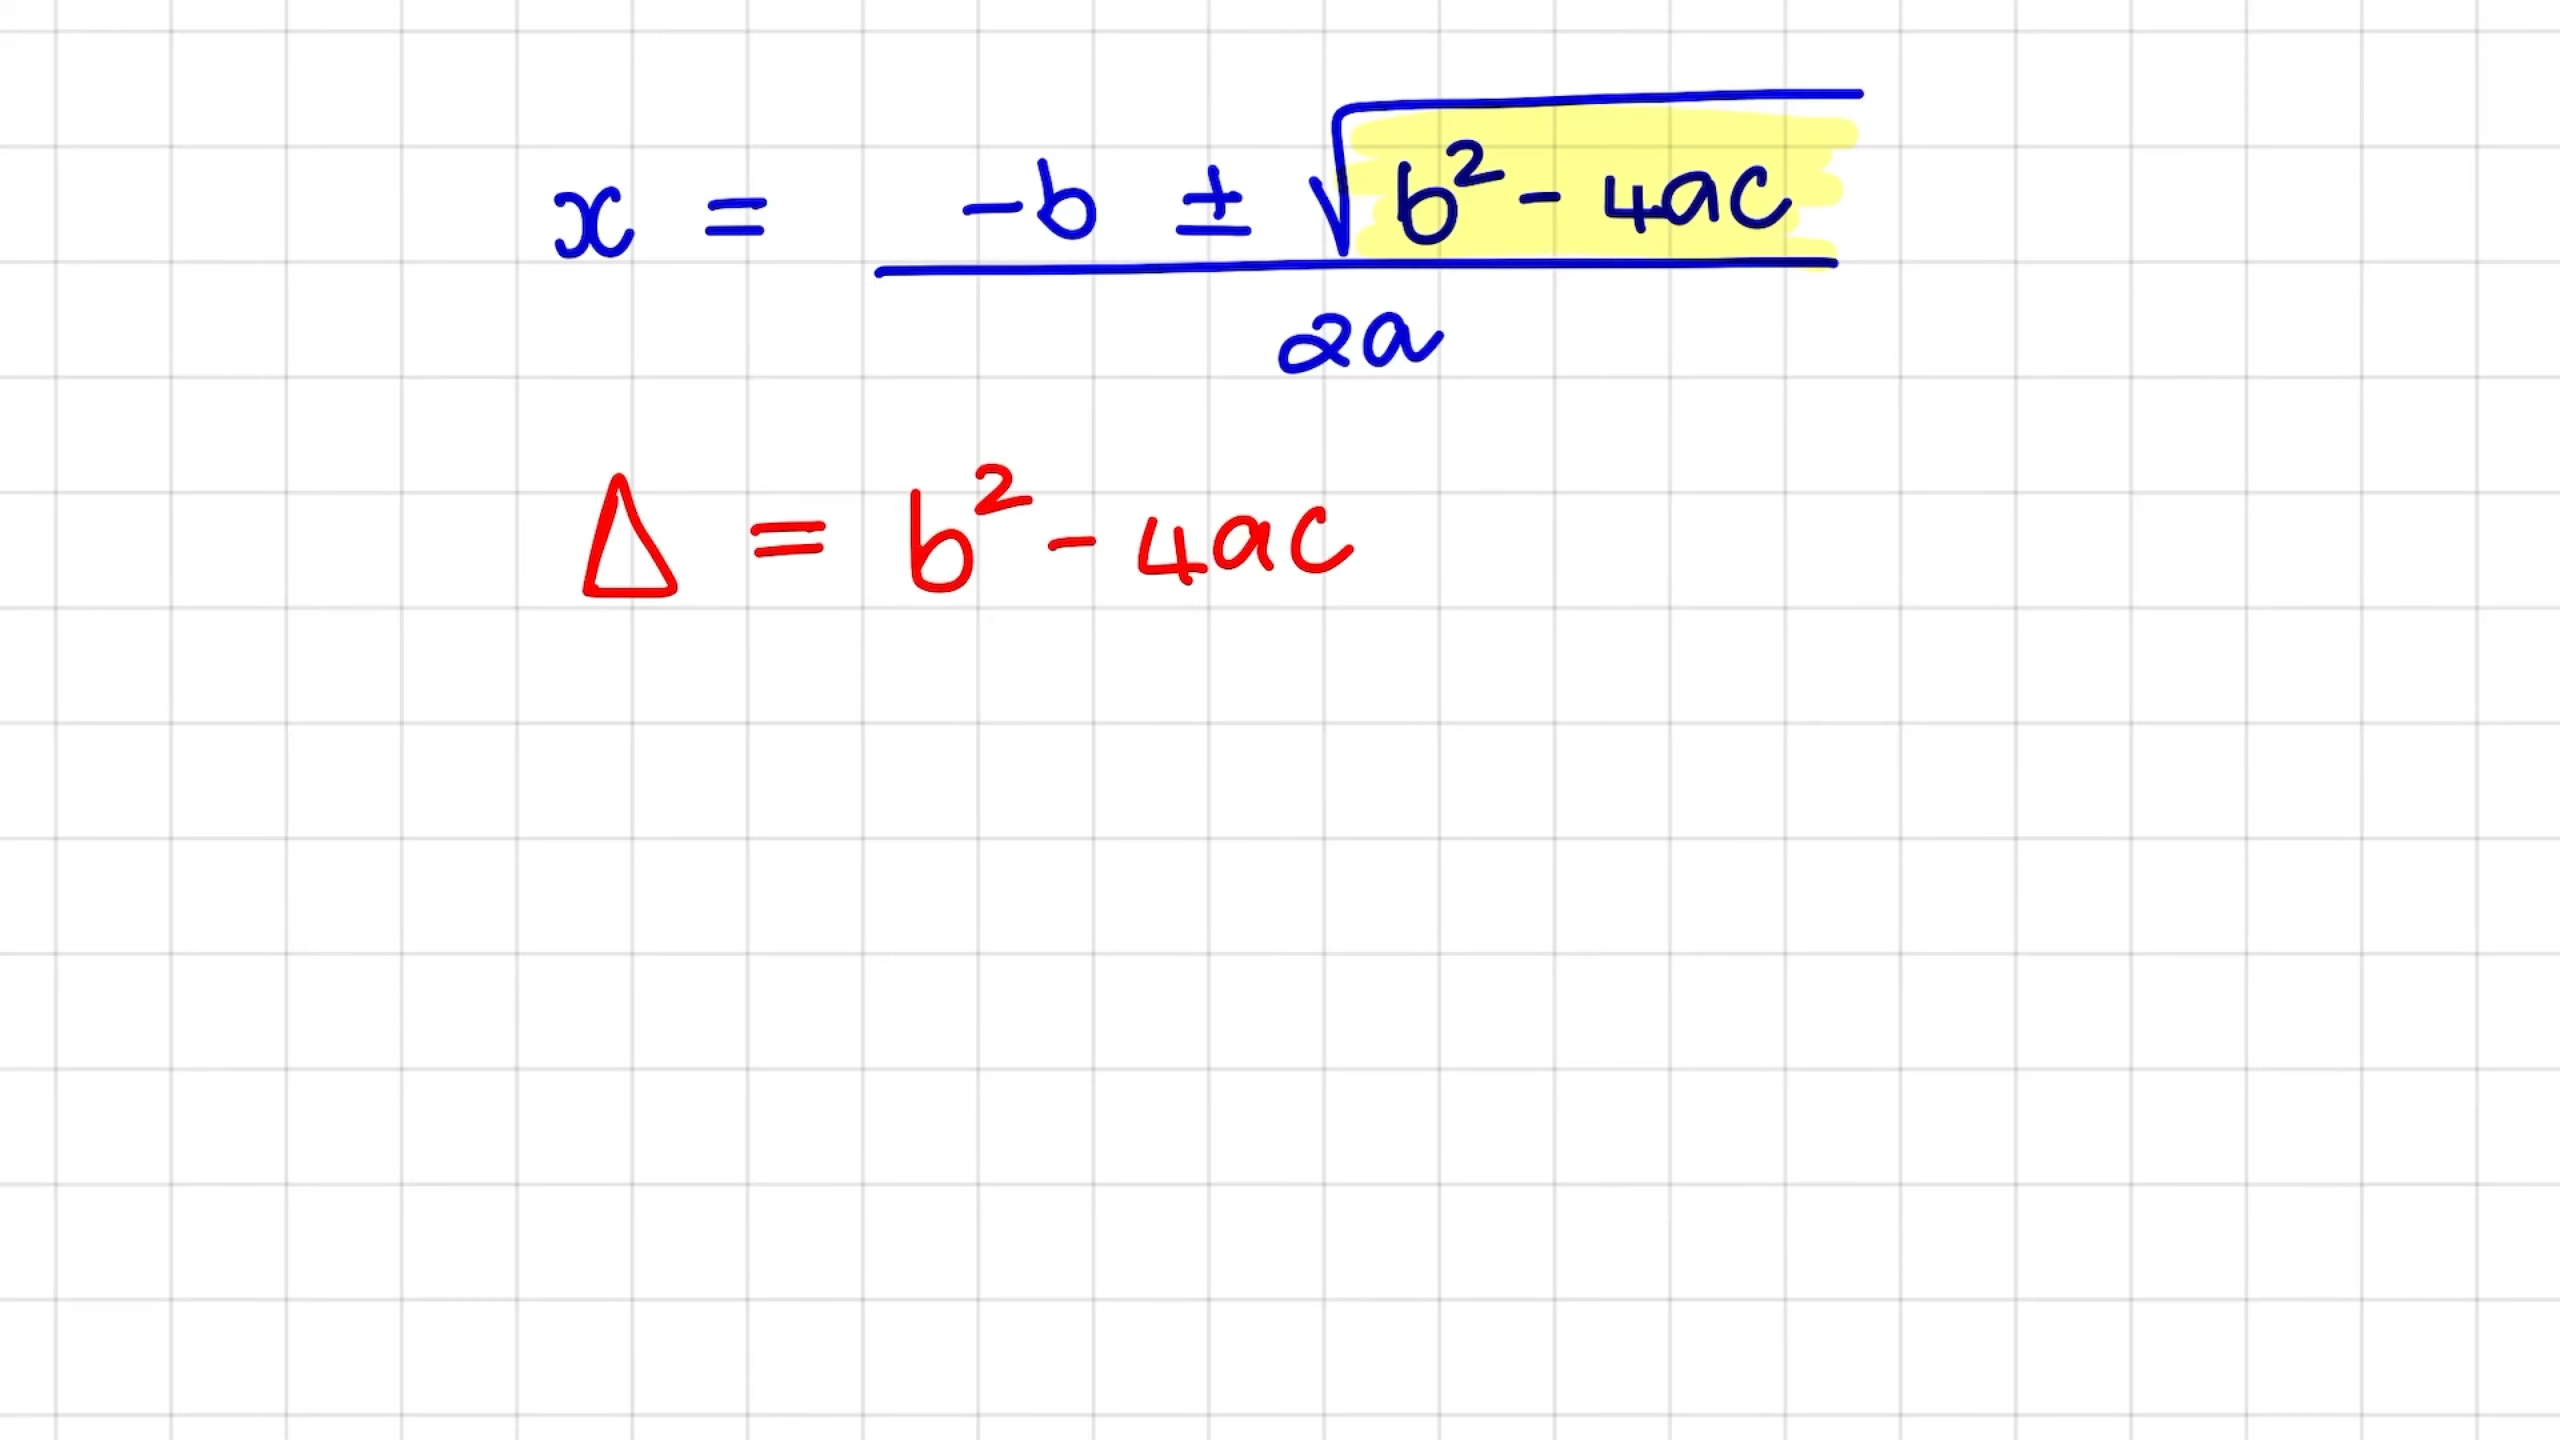 x = -b ± √b² - 4ac
2a
Δ = b² - 4ac